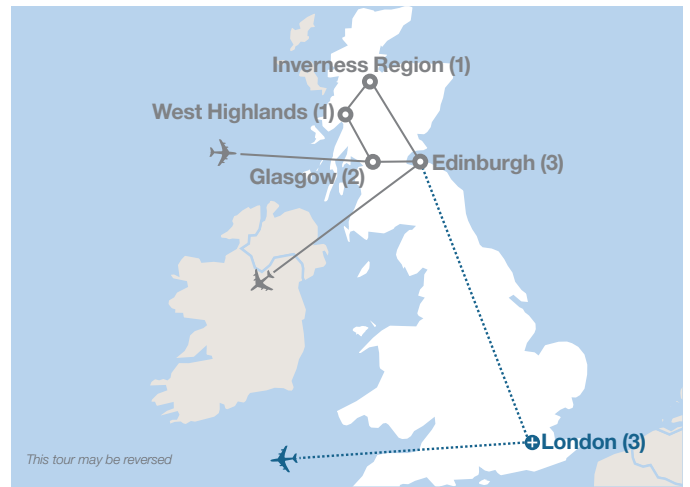 Inverness Region (1)
West Highlands (1)
Glasgow (2)
Edinburgh (3)
London (3)
This tour may be reversed